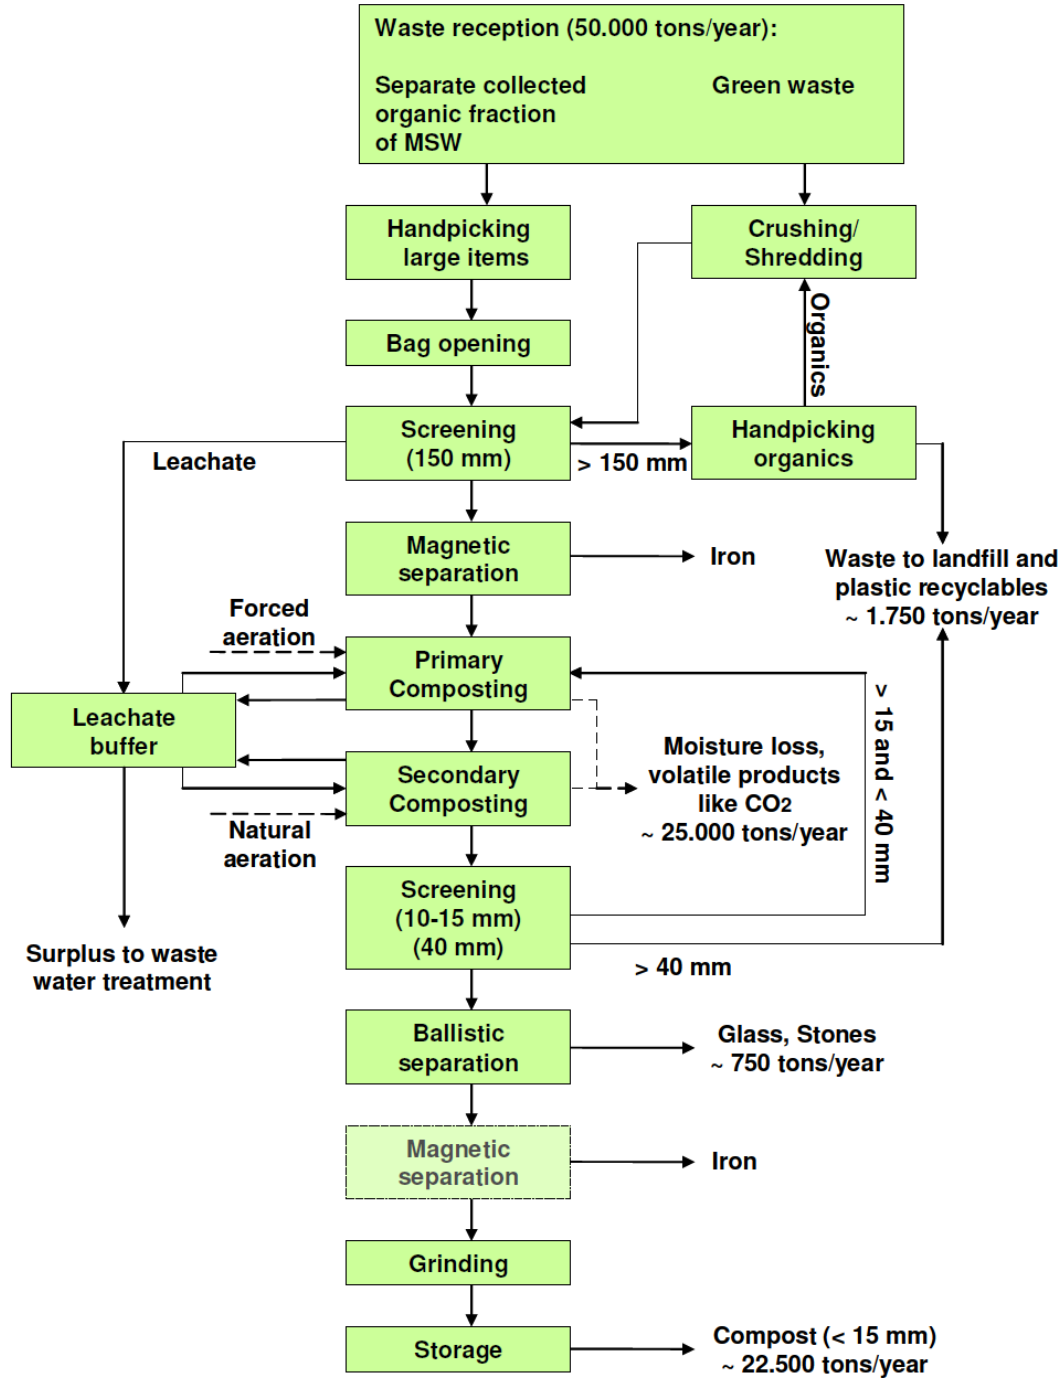 Waste reception (50.000 tons/year):
Separate collected
organic fraction
of MSW
Green waste
Handpicking
large items
Crushing/
Shredding
Organics
Bag opening
Screening
(150 mm)
> 150 mm
Handpicking
organics
Leachate
Magnetic
separation
Iron
Waste to landfill and
plastic recyclables
~ 1.750 tons/year
Forced
aeration
Primary
Composting
Leachate
buffer
> 15 and < 40 mm
Moisture loss,
volatile products
like CO2
~ 25.000 tons/year
Secondary
Composting
Natural
aeration
Screening
(10-15 mm)
(40 mm)
> 40 mm
Surplus to waste
water treatment
Ballistic
separation
Glass, Stones
~ 750 tons/year
Magnetic
separation
Iron
Grinding
Storage
Compost (< 15 mm)
~ 22.500 tons/year